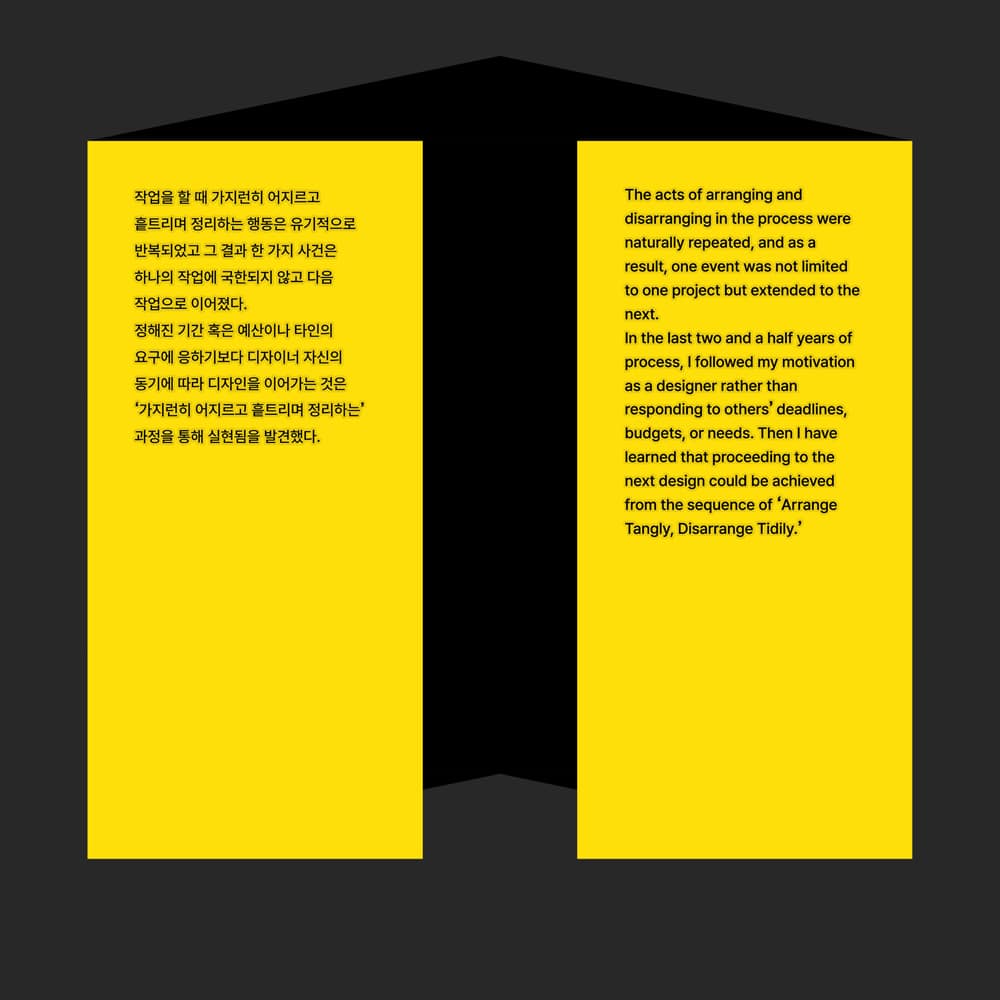 작업을 할 때 가지런히 어지르고
흩트리며 정리하는 행동은 유기적으로
반복되었고 그 결과 한 가지 사건은
하나의 작업에 국한되지 않고 다음
작업으로 이어졌다.
정해진 기간 혹은 예산이나 타인의
요구에 응하기보다 디자이너 자신의
동기에 따라 디자인을 이어가는 것은
‘가지런히 어지르고 흩트리며 정리하는’
과정을 통해 실현됨을 발견했다.
The acts of arranging and
disarranging in the process were
naturally repeated, and as a
result, one event was not limited
to one project but extended to the
next.
In the last two and a half years of
process, I followed my motivation
as a designer rather than
responding to others’ deadlines,
budgets, or needs. Then I have
learned that proceeding to the
next design could be achieved
from the sequence of ‘Arrange
Tangly, Disarrange Tidily.’